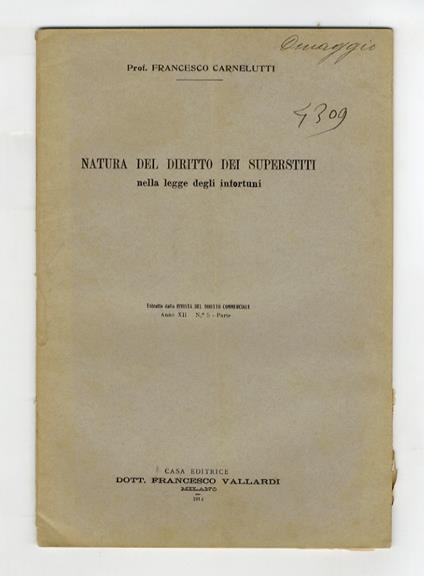 Omaggio
Prof. FRANCESCO CARNELUTTI
4309
NATURA DEL DIRITTO DEI SUPERSTITI
nella legge degli infortuni
Estratto dalla RIVISTA DEL DIRITTO COMMERCIALE
Anno XII N.° 5 - Parte
CASA EDITRICE
DOTT. FRANCESCO VALLARDI
MILANO
1914